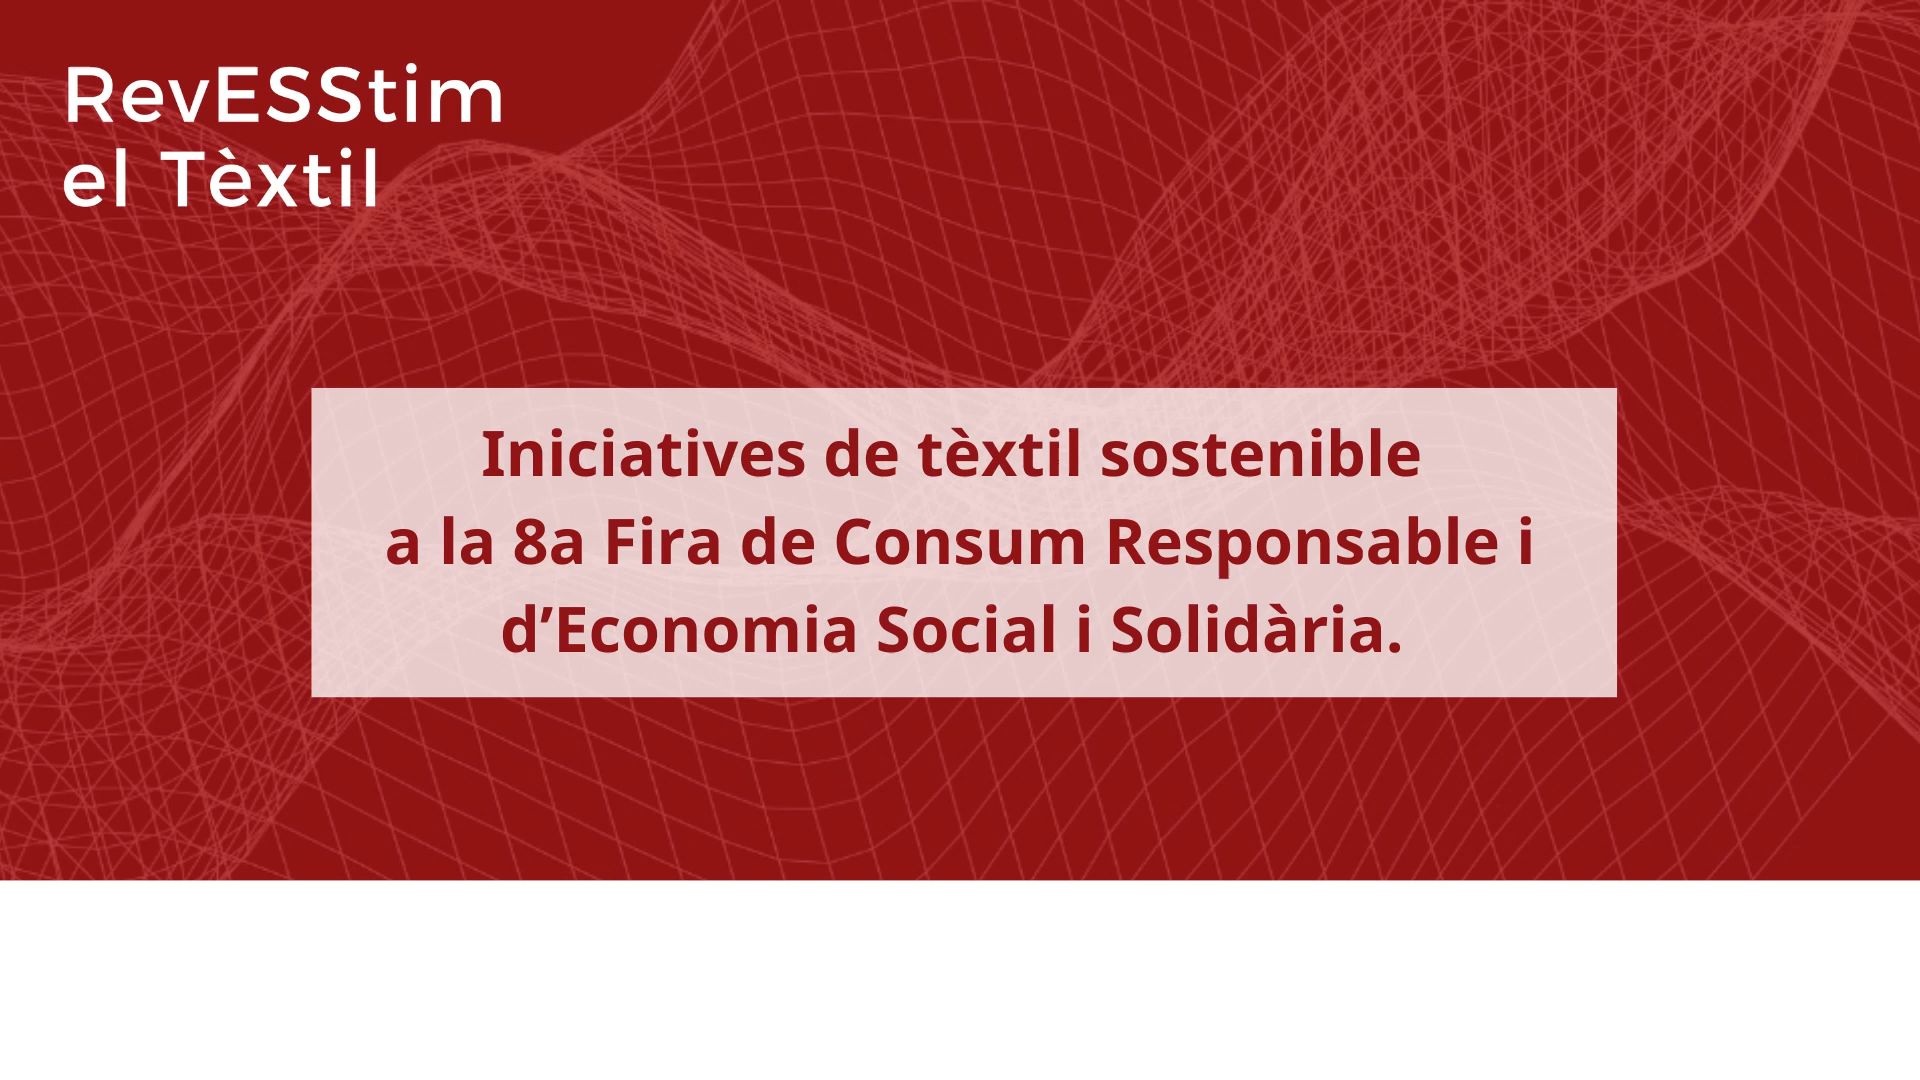 RevESStim
el Tèxtil
Iniciatives de tèxtil sostenible
a la 8a Fira de Consum Responsable i
d’Economia Social i Solidària.